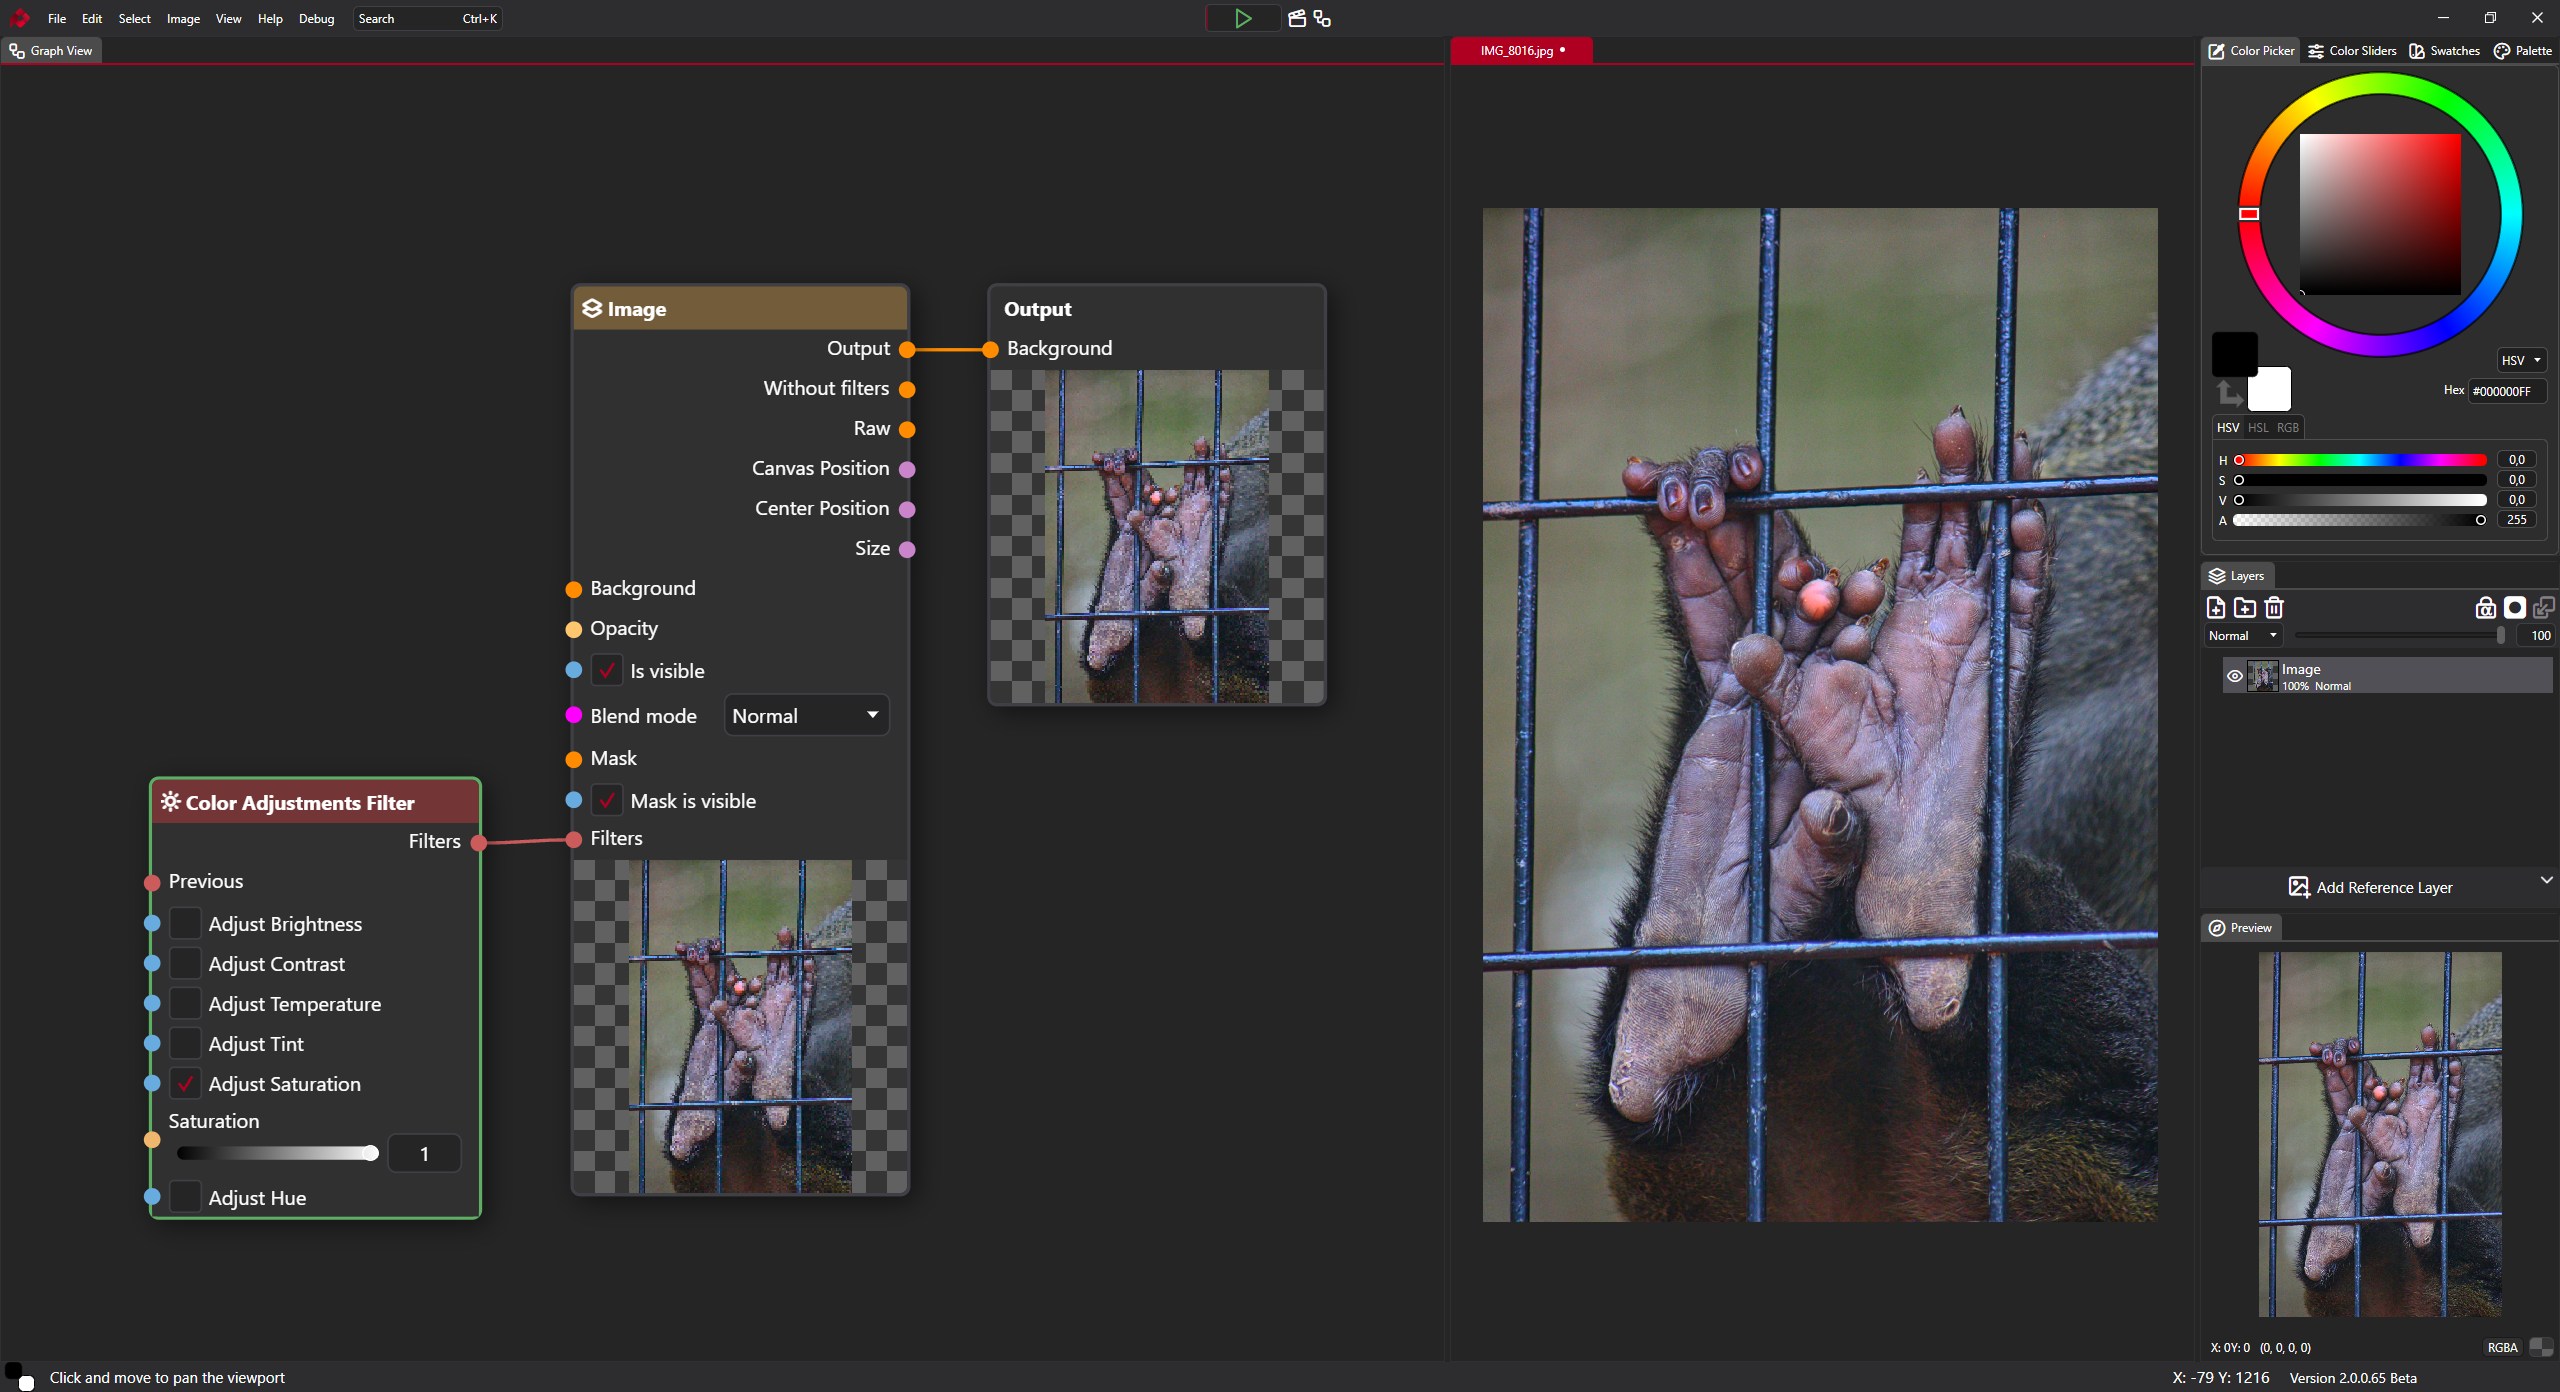 File Edit Select Image View Help Debug Search Ctrl+K
Graph View
IMG_8016.jpg
Color Picker Color Sliders Swatches Palette
Image
Output
Without filters
Raw
Canvas Position
Center Position
Size
Background
Opacity
Is visible
Blend mode Normal
Mask
Mask is visible
Filters
Output
Background
Color Adjustments Filter
Filters
Previous
Adjust Brightness
Adjust Contrast
Adjust Temperature
Adjust Tint
Adjust Saturation
Saturation
1
Adjust Hue
HSV
Hex #000000FF
HSV HSL RGB
H 0,0
S 0,0
V 0,0
A 255
Layers
Normal 100
Image
100% Normal
Add Reference Layer
Preview
X: 0Y: 0 (0, 0, 0, 0) RGBA
Click and move to pan the viewport
X: -79 Y: 1216 Version 2.0.0.65 Beta